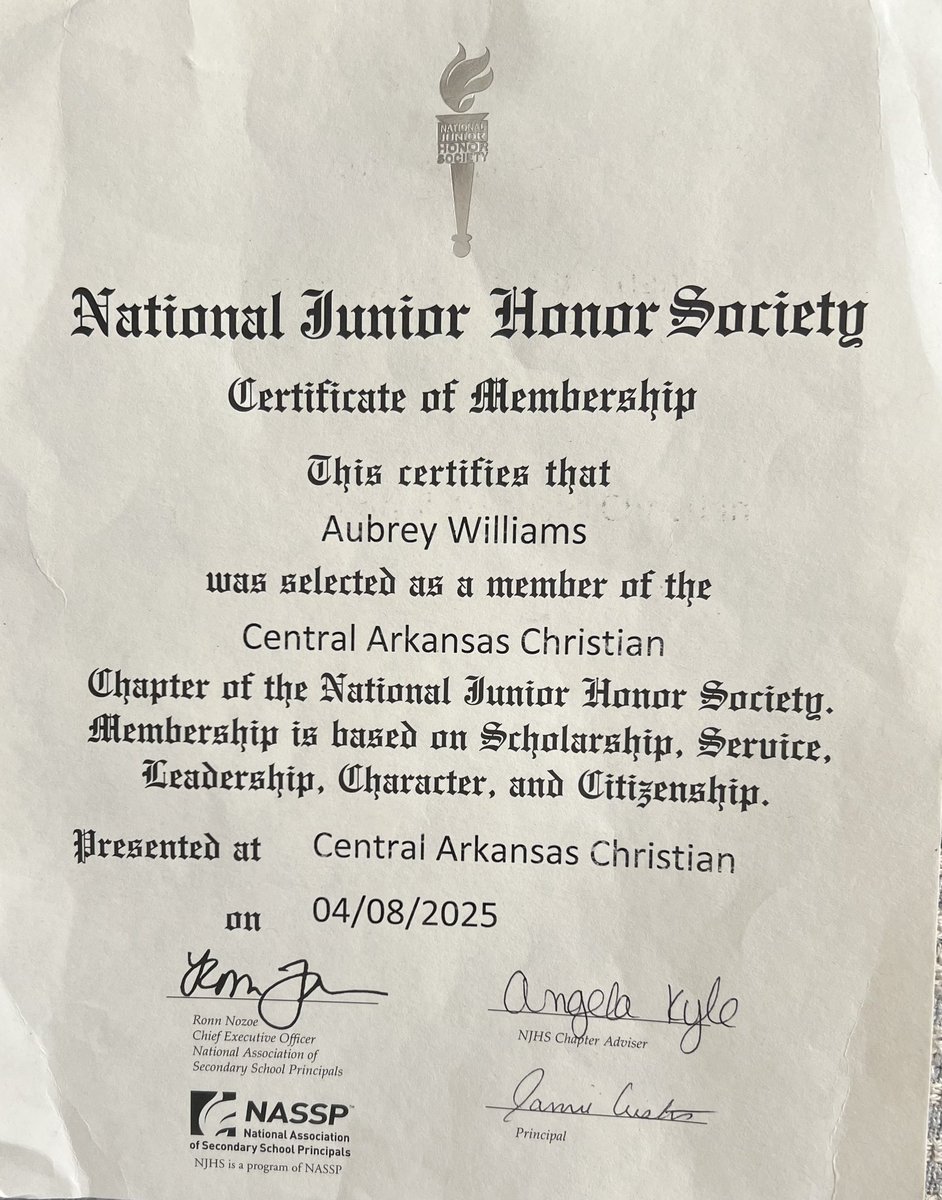 NATIONAL
JUNIOR
HONOR
SOCIETY
National Junior Honor Society
Certificate of Membership
This certifies that
Aubrey Williams
was selected as a member of the
Central Arkansas Christian
Chapter of the National Junior Honor Society.
Membership is based on Scholarship, Service,
Leadership, Character, and Citizenship.
Presented at Central Arkansas Christian
on 04/08/2025
Angela Kyle
Ronn Nozoe
Chief Executive Officer
National Association of
Secondary School Principals
NJHS Chapter Adviser
Principal
NASSP™
National Association
of Secondary School Principals
NJHS is a program of NASSP